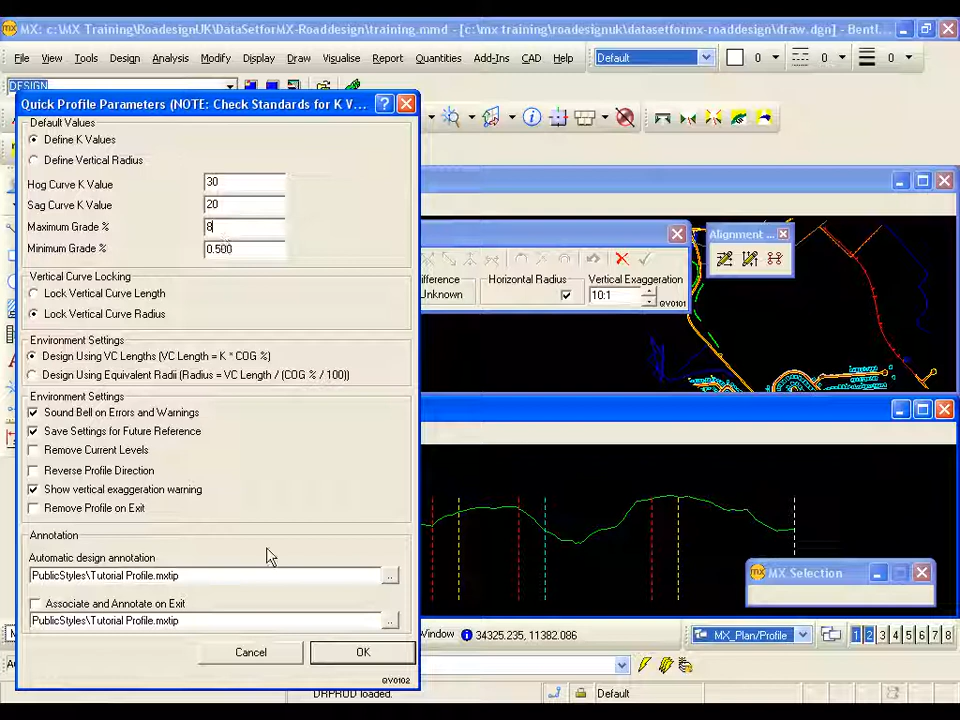 MX: c:\MX Training\RoadesignUK\DataSetforMX-Roaddesign\training.mmd - [c:\mx training\roadesignuk\datasetformx-roaddesign\draw.dgn] - Bentl...
File View Tools Design Analysis Modify Display Visualise Report Quantities Add-Ins CAD Help
Default 0 0 0
DESIGN
Quick Profile Parameters (NOTE: Check Standards for K V...
Default Values
Define K Values
Define Vertical Radius
Hog Curve K Value 30
Sag Curve K Value 20
Maximum Grade % 8
Minimum Grade % 0.500
Vertical Curve Locking
Lock Vertical Curve Length
Lock Vertical Curve Radius
Environment Settings
Design Using VC Lengths (VC Length = K * COG %)
Design Using Equivalent Radii (Radius = VC Length / (COG % / 100))
Environment Settings
Sound Bell on Errors and Warnings
Save Settings for Future Reference
Remove Current Levels
Reverse Profile Direction
Show vertical exaggeration warning
Remove Profile on Exit
Annotation
Automatic design annotation
PublicStyles\Tutorial Profile.mxtip ..
Associate and Annotate on Exit
PublicStyles\Tutorial Profile.mxtip ..
Cancel OK
QV0102
Alignment ...
ifference Horizontal Radius Vertical Exaggeration
Unknown 10:1 QV0101
MX Selection
Window 34325.235, 11382.086 MX_Plan/Profile 1 2 3 4 5 6 7 8
DRPROD loaded. Default